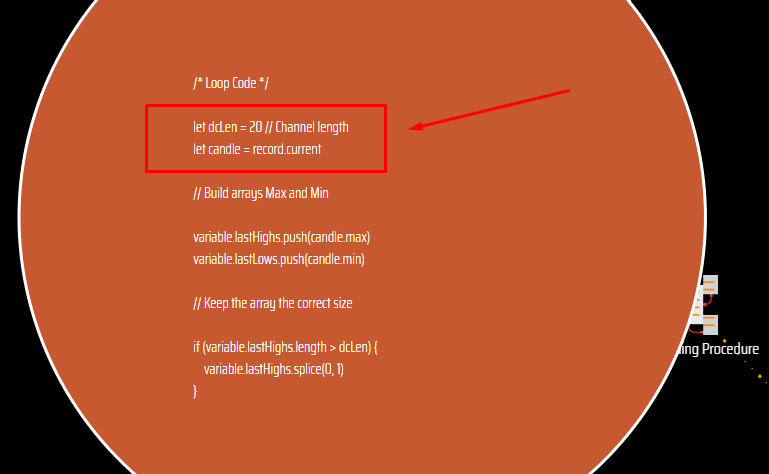 /* Loop Code */
let dcLen = 20 // Channel length
let candle = record.current
// Build arrays Max and Min
variable.lastHighs.push(candle.max)
variable.lastLows.push(candle.min)
// Keep the array the correct size
if (variable.lastHighs.length > dcLen) {
variable.lastHighs.splice(0, 1)
}
Procedure